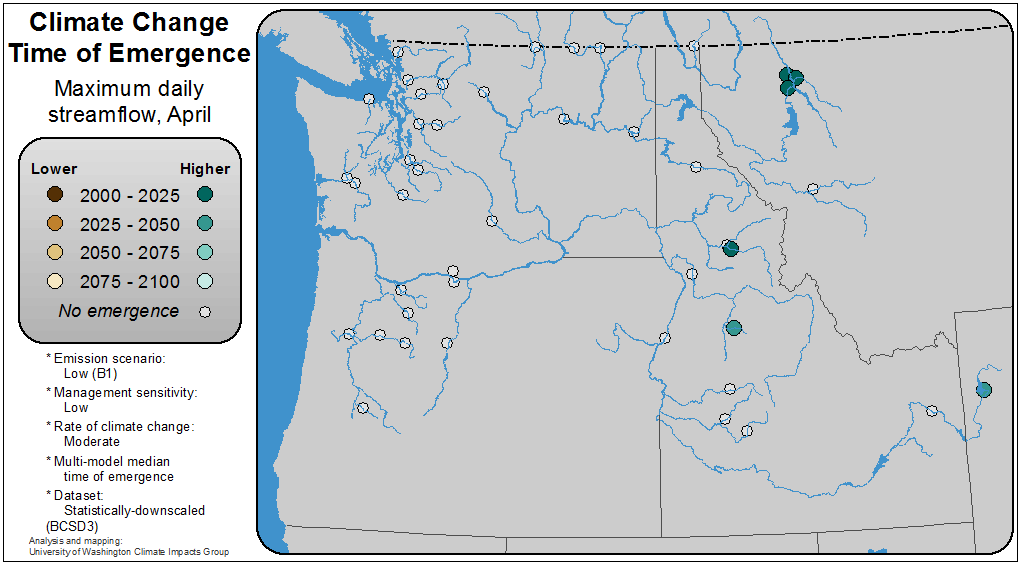 Climate Change
Time of Emergence
Maximum daily
streamflow, April
Lower Higher
2000 - 2025
2025 - 2050
2050 - 2075
2075 - 2100
No emergence
* Emission scenario:
Low (B1)
* Management sensitivity:
Low
* Rate of climate change:
Moderate
* Multi-model median
time of emergence
* Dataset:
Statistically-downscaled
(BCSD3)
Analysis and mapping:
University of Washington Climate Impacts Group